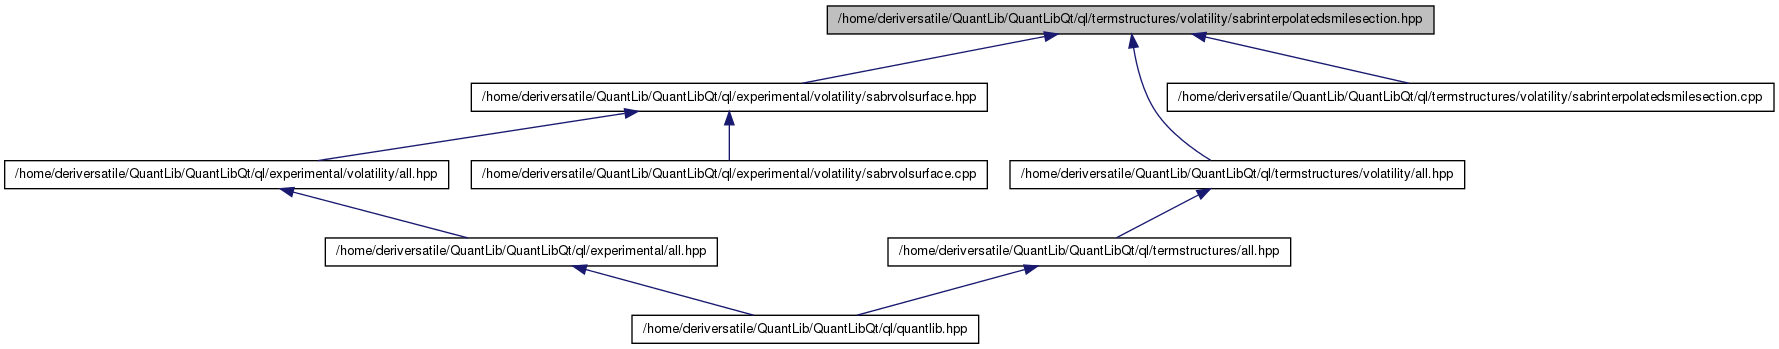 /home/deriversatile/QuantLib/QuantLibQt/ql/termstructures/volatility/sabrinterpolatedsmilesection.hpp
/home/deriversatile/QuantLib/QuantLibQt/ql/experimental/volatility/sabrvolsurface.hpp
/home/deriversatile/QuantLib/QuantLibQt/ql/termstructures/volatility/sabrinterpolatedsmilesection.cpp
/home/deriversatile/QuantLib/QuantLibQt/ql/experimental/volatility/all.hpp
/home/deriversatile/QuantLib/QuantLibQt/ql/experimental/volatility/sabrvolsurface.cpp
/home/deriversatile/QuantLib/QuantLibQt/ql/termstructures/volatility/all.hpp
/home/deriversatile/QuantLib/QuantLibQt/ql/experimental/all.hpp
/home/deriversatile/QuantLib/QuantLibQt/ql/termstructures/all.hpp
/home/deriversatile/QuantLib/QuantLibQt/ql/quantlib.hpp